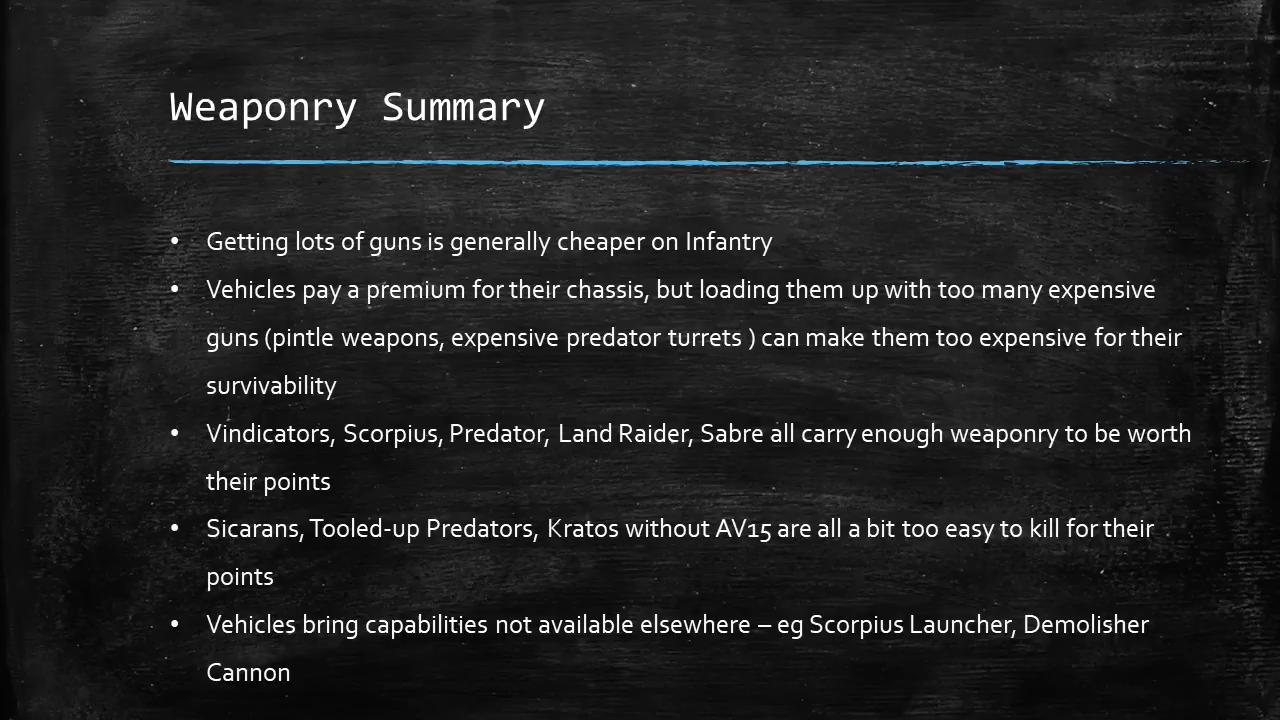 Weaponry Summary
• Getting lots of guns is generally cheaper on Infantry
• Vehicles pay a premium for their chassis, but loading them up with too many expensive
guns (pintle weapons, expensive predator turrets ) can make them too expensive for their
survivability
• Vindicators, Scorpius, Predator, Land Raider, Sabre all carry enough weaponry to be worth
their points
• Sicarans, Tooled-up Predators, Kratos without AV15 are all a bit too easy to kill for their
points
• Vehicles bring capabilities not available elsewhere – eg Scorpius Launcher, Demolisher
Cannon